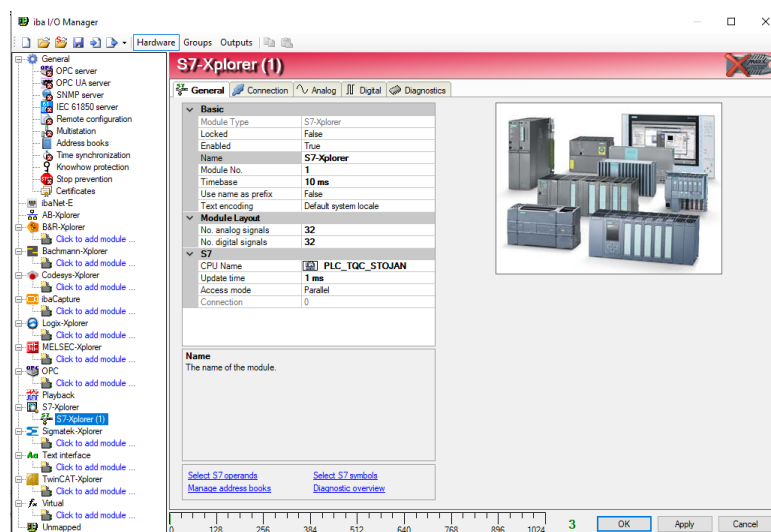 iba I/O Manager
Hardware Groups Outputs
General
OPC server
OPC UA server
SNMP server
IEC 61850 server
Remote configuration
Multistation
Address books
Time synchronization
Knowhow protection
Stop prevention
Certificates
ibaNet-E
AB-Xplorer
B&R-Xplorer
Click to add module ...
Bachmann-Xplorer
Click to add module ...
Codesys-Xplorer
Click to add module ...
ibaCapture
Click to add module ...
Logix-Xplorer
Click to add module ...
MELSEC-Xplorer
Click to add module ...
OPC
Click to add module ...
Playback
S7-Xplorer
S7-Xplorer (1)
Sigmatek-Xplorer
Click to add module ...
Text interface
Click to add module ...
TwinCAT-Xplorer
Click to add module ...
Virtual
Click to add module ...
Unmapped
S7-Xplorer (1)
General Connection Analog Digital Diagnostics
Basic
Module Type S7-Xplorer
Locked False
Enabled True
Name S7-Xplorer
Module No. 1
Timebase 10 ms
Use name as prefix False
Text encoding Default system locale
Module Layout
No. analog signals 32
No. digital signals 32
S7
CPU Name PLC_TQC_STOJAN
Update time 1 ms
Access mode Parallel
Connection 0
Name
The name of the module.
Select S7 operands Select S7 symbols
Manage address books Diagnostic overview
0 128 256 384 512 640 768 896 1024 3 OK Apply Cancel